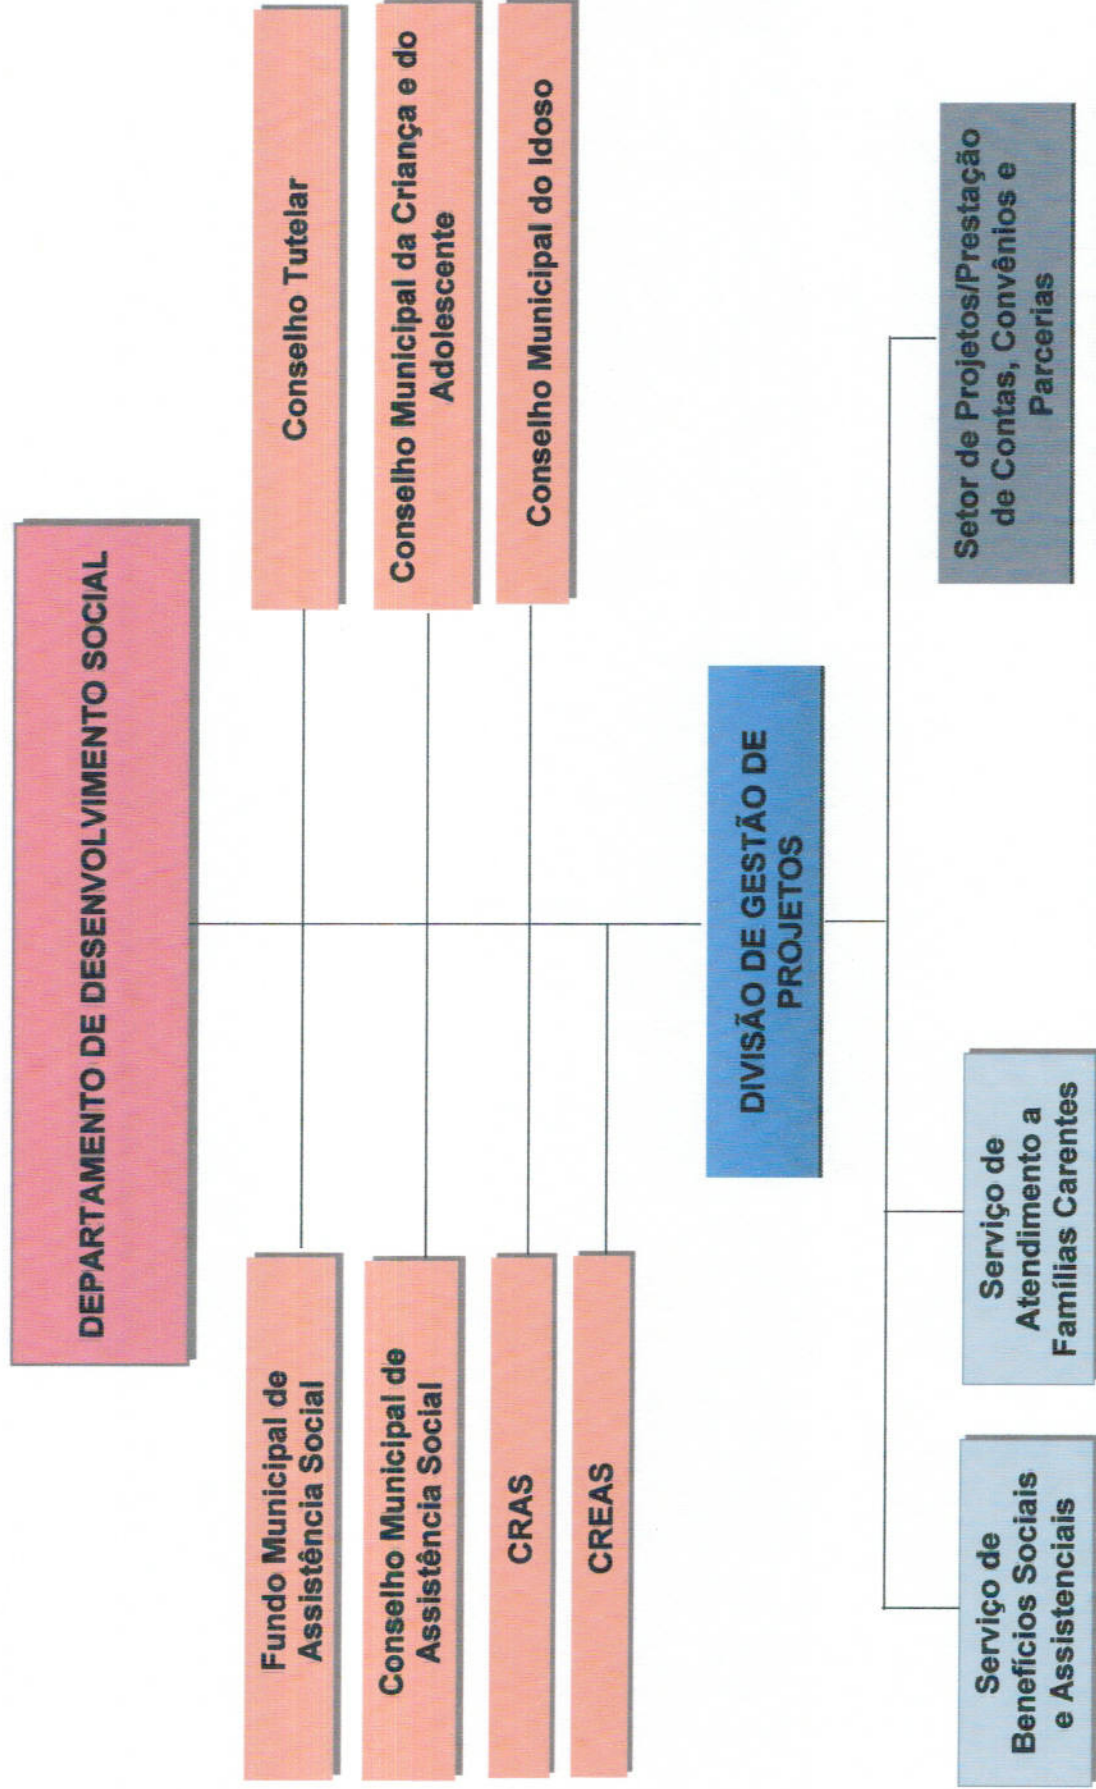 DEPARTAMENTO DE DESENVOLVIMENTO SOCIAL
Fundo Municipal de
Assistência Social
Conselho Tutelar
Conselho Municipal de
Assistência Social
Conselho Municipal da Criança e do
Adolescente
CRAS
Conselho Municipal do Idoso
CREAS
DIVISÃO DE GESTÃO DE
PROJETOS
Serviço de
Benefícios Sociais
e Assistenciais
Serviço de
Atendimento a
Famílias Carentes
Setor de Projetos/Prestação
de Contas, Convênios e
Parcerias